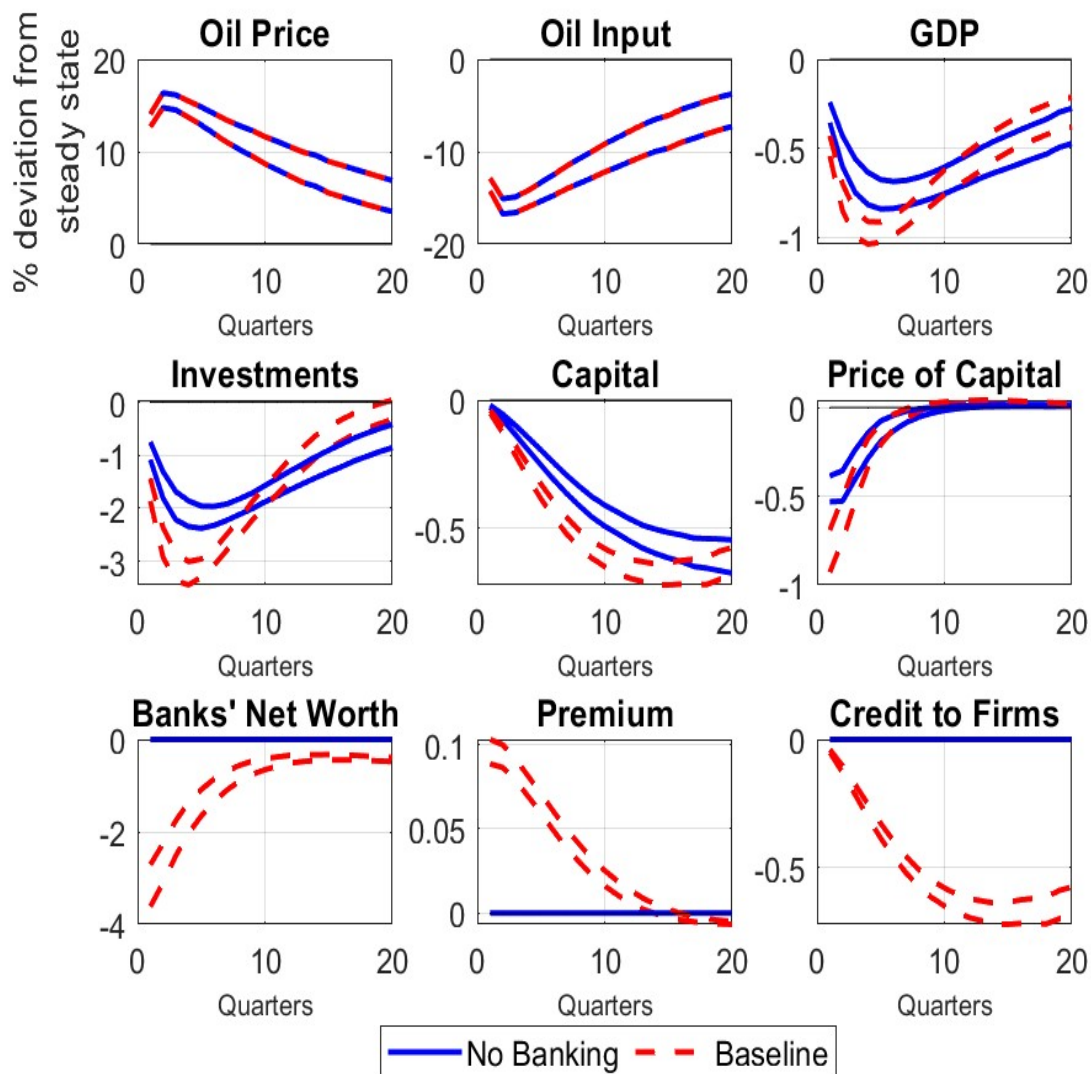 % deviation from
steady state
Oil Price
20
10
0
0 10 20
Quarters
Oil Input
0
-10
-20
0 10 20
Quarters
GDP
0
-0.5
-1
0 10 20
Quarters
Investments
0
-1
-2
-3
0 10 20
Quarters
Capital
0
-0.5
0 10 20
Quarters
Price of Capital
0
-0.5
-1
0 10 20
Quarters
Banks' Net Worth
0
-2
-4
0 10 20
Quarters
Premium
0.1
0.05
0
0 10 20
Quarters
Credit to Firms
0
-0.5
0 10 20
Quarters
No Banking Baseline